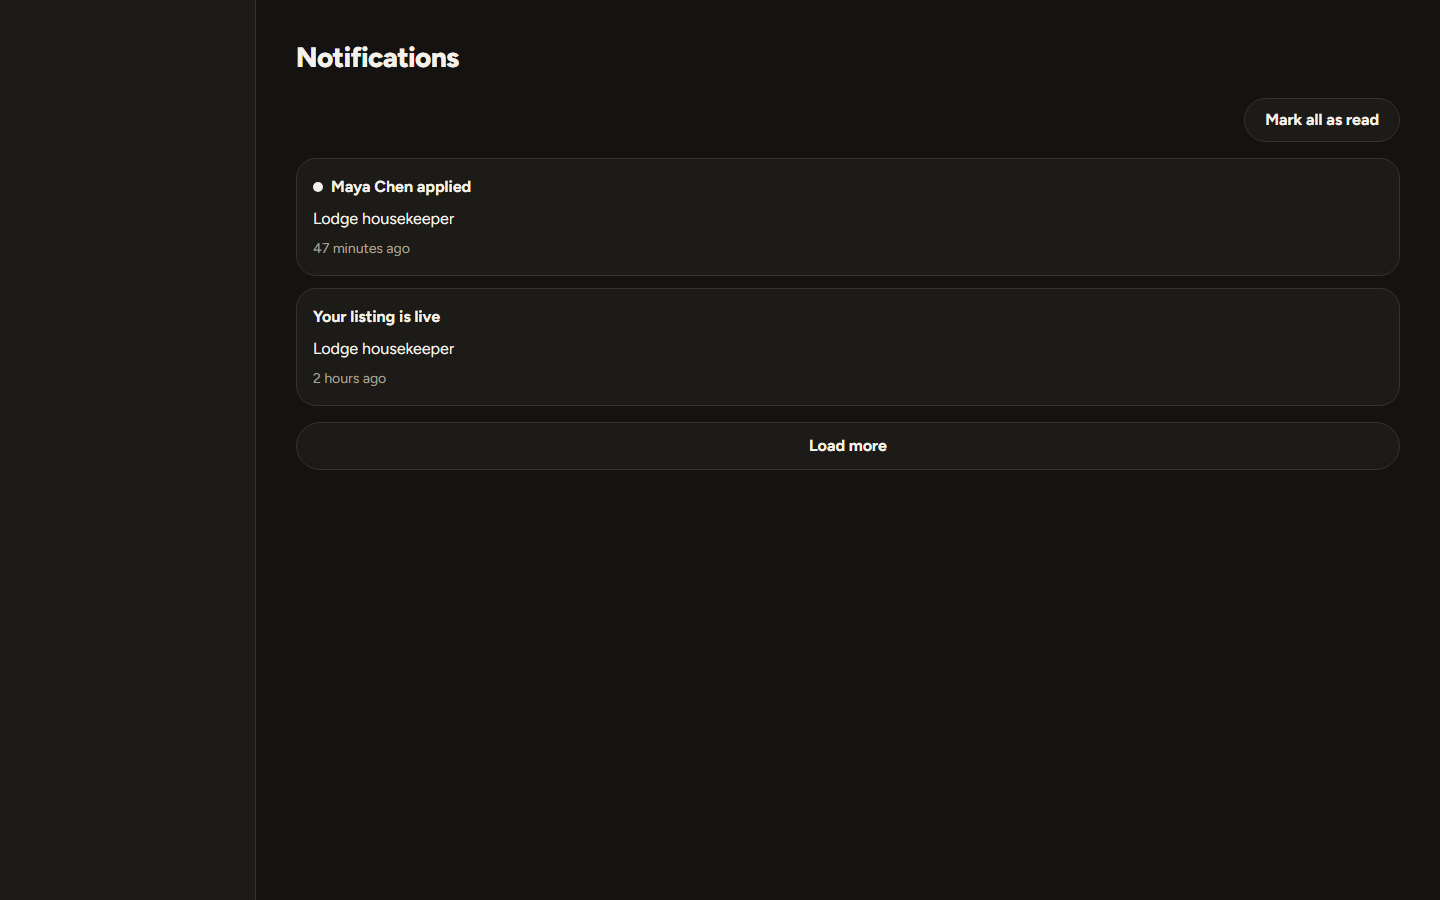 Notifications
Mark all as read
Maya Chen applied
Lodge housekeeper
47 minutes ago
Your listing is live
Lodge housekeeper
2 hours ago
Load more